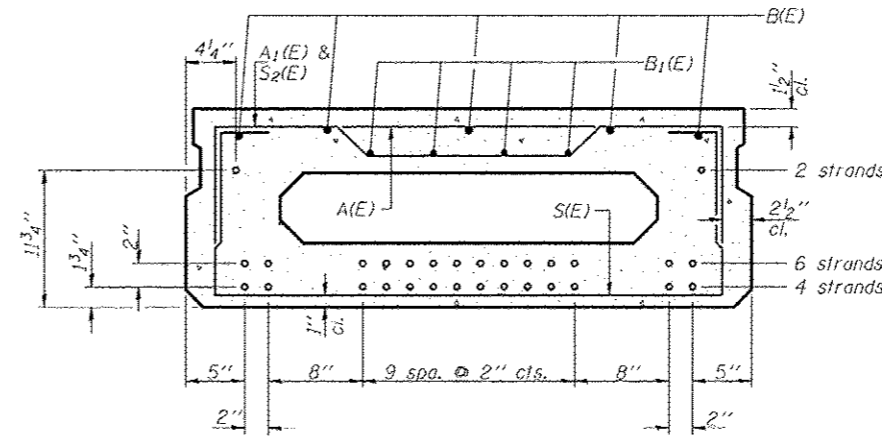 B(E)
4¼"
A₁(E) &
S₂(E)
B₁(E)
1½"
cl.
2 strands
11¾"
2"
1¾"
A(E)
S(E)
2½"
cl.
6 strands
4 strands
1"
cl.
5"
8"
9 spa. @ 2" cts.
8"
5"
2"
2"